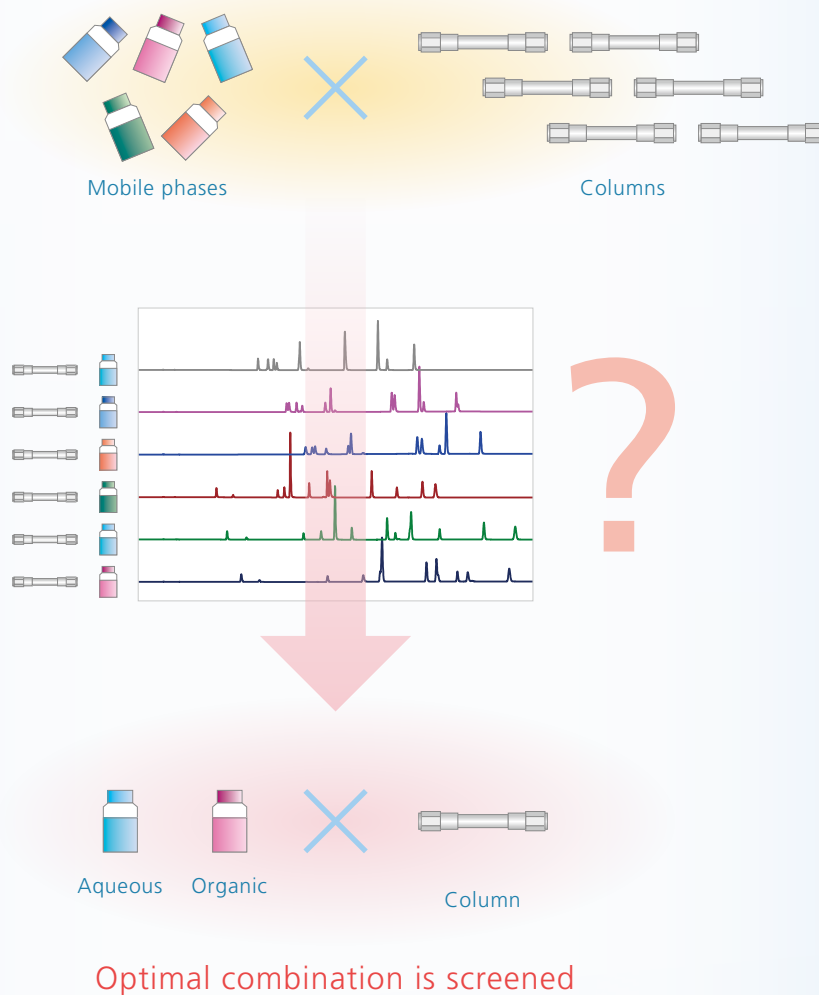 Mobile phases
Columns
?
Aqueous
Organic
Column
Optimal combination is screened